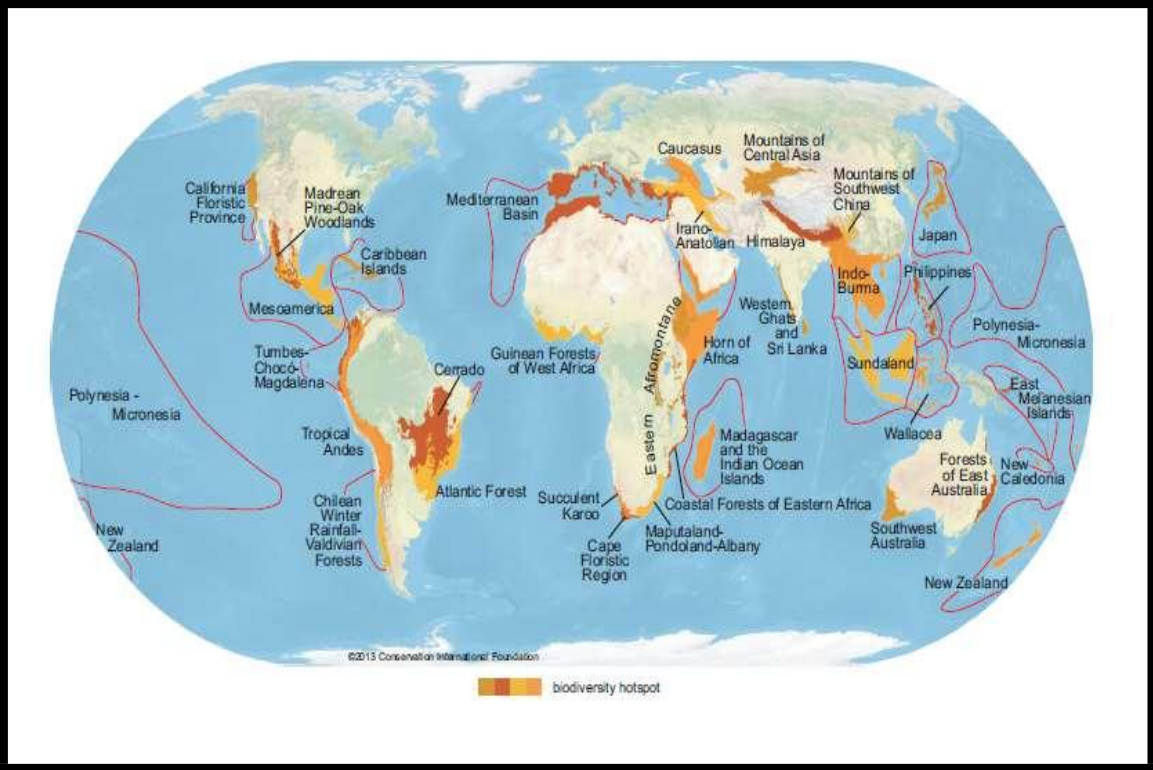 Caucasus
Mountains of
Central Asia
Mountains of
Southwest
China
California
Floristic
Province
Madrean
Pine-Oak
Woodlands
Mediterranean
Basin
Irano-
Anatolian
Himalaya
Japan
Caribbean
Islands
Indo-
Burma
Philippines
Mesoamerica
Western
Ghats
and
Sri Lanka
Polynesia-
Micronesia
Tumbes-
Chocó-
Magdalena
Guinean Forests
of West Africa
Horn of
Africa
Eastern Afromontane
Cerrado
Sundaland
Polynesia -
Micronesia
East
Melanesian
Islands
Wallacea
Tropical
Andes
Madagascar
and the
Indian Ocean
Islands
Forests
of East
Australia
New
Caledonia
Atlantic Forest
Succulent
Karoo
Coastal Forests of Eastern Africa
Chilean
Winter
Rainfall-
Valdivian
Forests
New
Zealand
Cape
Floristic
Region
Maputaland-
Pondoland-Albany
Southwest
Australia
New Zealand
©2013 Conservation International Foundation
biodiversity hotspot